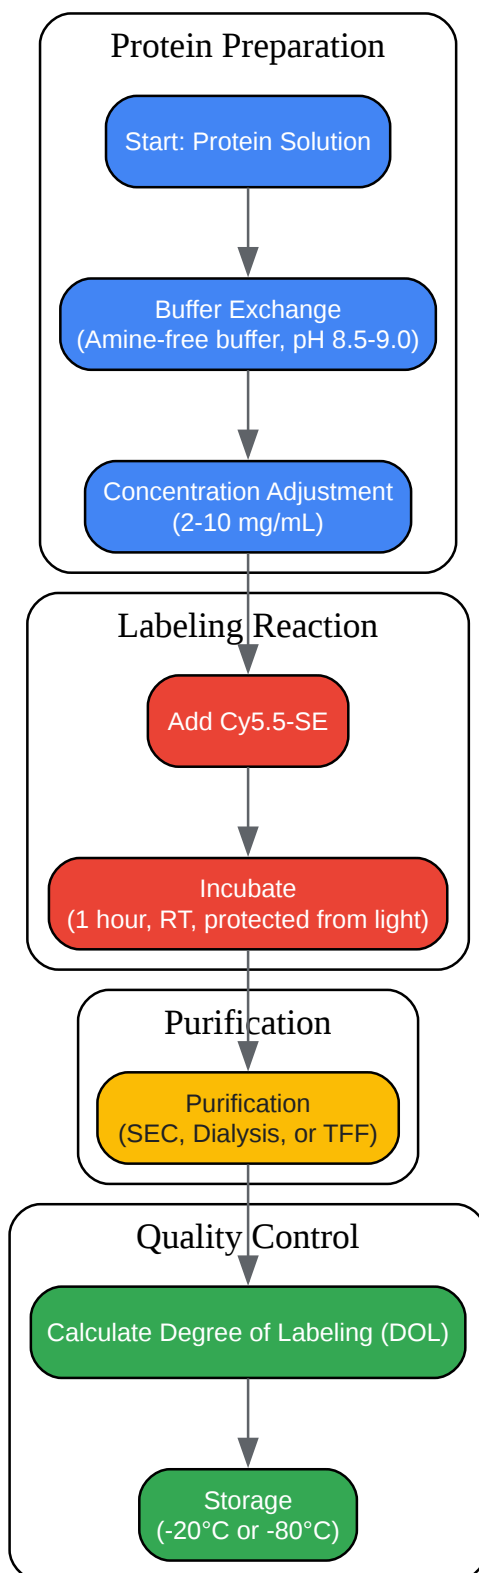 Protein Preparation
Start: Protein Solution
Buffer Exchange
(Amine-free buffer, pH 8.5-9.0)
Concentration Adjustment
(2-10 mg/mL)
Labeling Reaction
Add Cy5.5-SE
Incubate
(1 hour, RT, protected from light)
Purification
Purification
(SEC, Dialysis, or TFF)
Quality Control
Calculate Degree of Labeling (DOL)
Storage
(-20°C or -80°C)